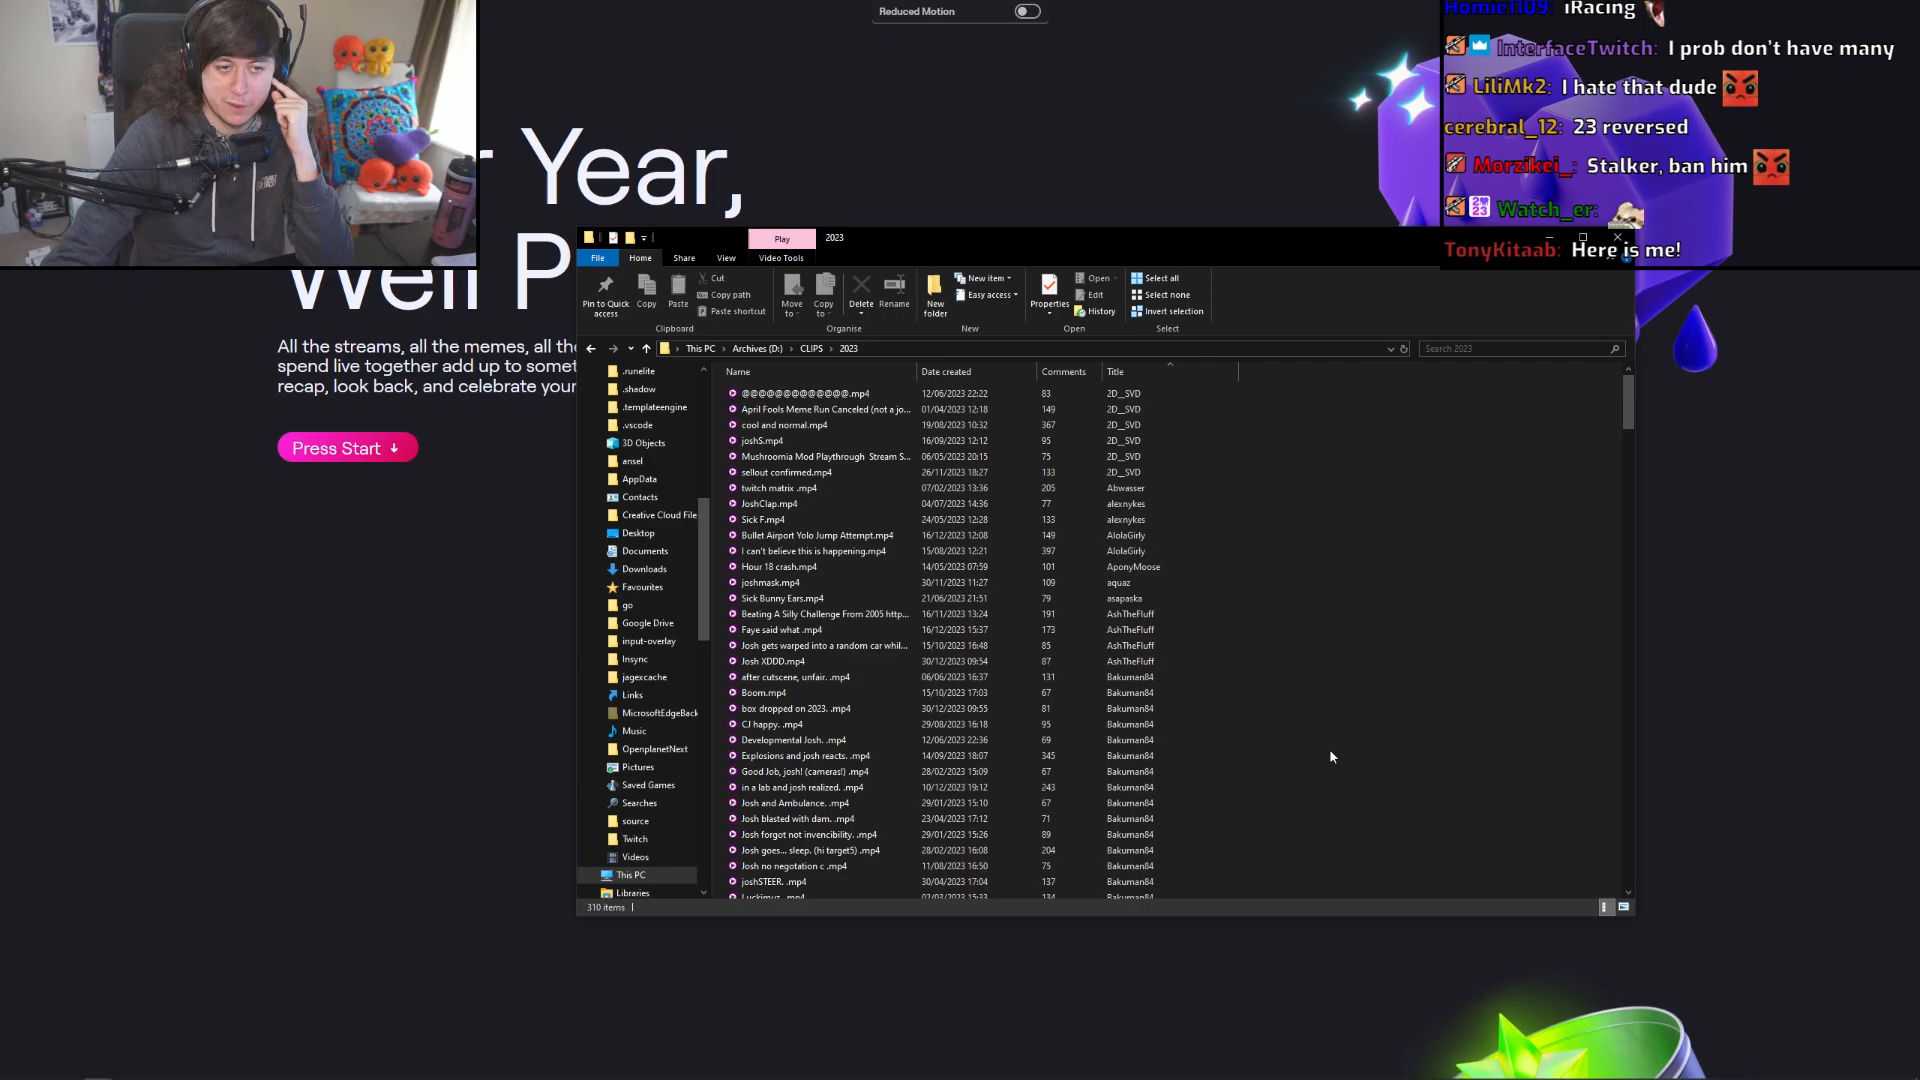 Reduced Motion
Homie1109: iRacing
InterfaceTwitch: I prob don't have many
LiliMk2: I hate that dude
cerebral_12: 23 reversed
Morzikei_: Stalker, ban him
Watch_er:
TonyKitaab: Here is me!
Year,
Well P
All the streams, all the memes, all the
spend live together add up to somet
recap, look back, and celebrate your
Press Start ↓
Play
2023
File Home Share View Video Tools
Pin to Quick access
Copy
Paste
Cut
Copy path
Paste shortcut
Clipboard
Move to
Copy to
Delete
Rename
Organise
New folder
New item
Easy access
New
Properties
Open
Edit
History
Open
Select all
Select none
Invert selection
Select
This PC > Archives (D:) > CLIPS > 2023
Search 2023
.runelite
.shadow
.templateengine
.vscode
3D Objects
ansel
AppData
Contacts
Creative Cloud File
Desktop
Documents
Downloads
Favourites
go
Google Drive
input-overlay
Insync
jagexcache
Links
MicrosoftEdgeBack
Music
OpenplanetNext
Pictures
Saved Games
Searches
source
Twitch
Videos
This PC
Libraries
Name Date created Comments Title
@@@@@@@@@@@@@.mp4 12/06/2023 22:22 83 2D__SVD
April Fools Meme Run Canceled (not a jo... 01/04/2023 12:18 149 2D__SVD
cool and normal.mp4 19/08/2023 10:32 367 2D__SVD
joshS.mp4 16/09/2023 12:12 95 2D__SVD
Mushroomia Mod Playthrough Stream S... 06/05/2023 20:15 75 2D__SVD
sellout confirmed.mp4 26/11/2023 18:27 133 2D__SVD
twitch matrix .mp4 07/02/2023 13:36 205 Abwasser
JoshClap.mp4 04/07/2023 14:36 77 alexnykes
Sick F.mp4 24/05/2023 12:28 133 alexnykes
Bullet Airport Yolo Jump Attempt.mp4 16/12/2023 12:08 149 AlolaGirly
I can't believe this is happening.mp4 15/08/2023 12:21 397 AlolaGirly
Hour 18 crash.mp4 14/05/2023 07:59 101 AponyMoose
joshmask.mp4 30/11/2023 11:27 109 aquaz
Sick Bunny Ears.mp4 21/06/2023 21:51 79 asapaska
Beating A Silly Challenge From 2005 http... 16/11/2023 13:24 191 AshTheFluff
Faye said what .mp4 16/12/2023 15:37 173 AshTheFluff
Josh gets warped into a random car whil... 15/10/2023 16:48 85 AshTheFluff
Josh XDDD.mp4 30/12/2023 09:54 87 AshTheFluff
after cutscene, unfair. .mp4 06/06/2023 16:37 131 Bakuman84
Boom.mp4 15/10/2023 17:03 67 Bakuman84
box dropped on 2023. .mp4 30/12/2023 09:55 81 Bakuman84
CJ happy. .mp4 29/08/2023 16:18 95 Bakuman84
Developmental Josh. .mp4 12/06/2023 22:36 69 Bakuman84
Explosions and josh reacts. .mp4 14/09/2023 18:07 345 Bakuman84
Good Job, josh! (cameras!) .mp4 28/02/2023 15:09 67 Bakuman84
in a lab and josh realized. .mp4 10/12/2023 19:12 243 Bakuman84
Josh and Ambulance. .mp4 29/01/2023 15:10 67 Bakuman84
Josh blasted with dam. .mp4 23/04/2023 17:12 71 Bakuman84
Josh forgot not invencibility. .mp4 29/01/2023 15:26 89 Bakuman84
Josh goes... sleep. (hi target5) .mp4 28/02/2023 16:08 204 Bakuman84
Josh no negotation c .mp4 11/08/2023 16:50 75 Bakuman84
joshSTEER. .mp4 30/04/2023 17:04 137 Bakuman84
Luckimuz. .mp4 02/03/2023 15:33 134 Bakuman84
310 items